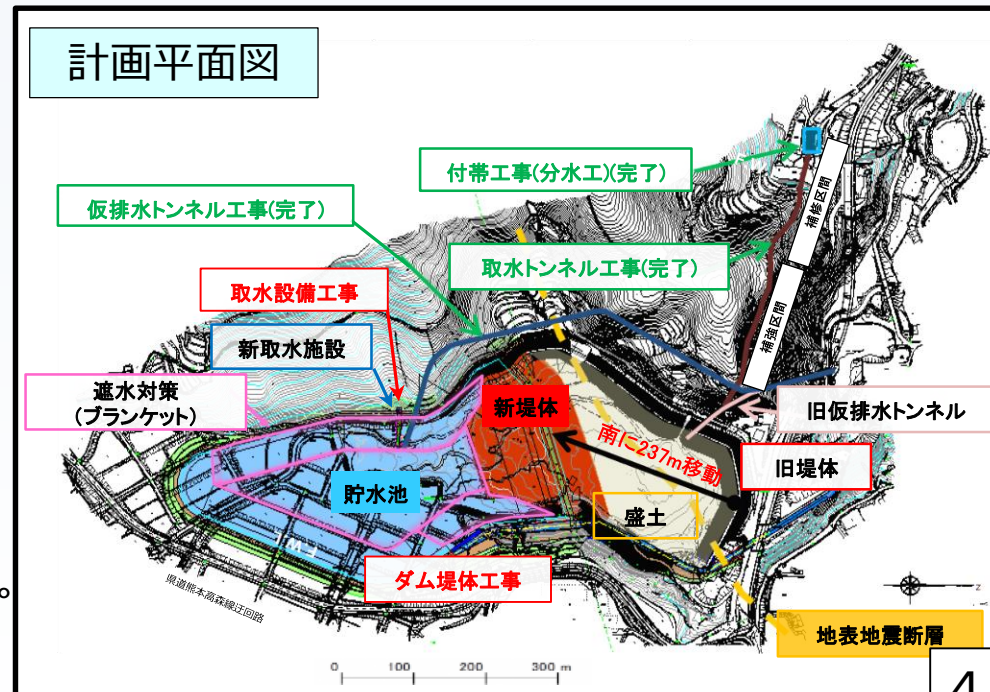 計画平面図
付帯工事(分水工)(完了)
仮排水トンネル工事(完了)
補修区間
取水トンネル工事(完了)
取水設備工事
補強区間
新取水施設
遮水対策
(ブランケット)
新堤体
旧仮排水トンネル
南に237m移動
旧堤体
貯水池
盛土
F.W.L
ダム堤体工事
県道熊本高森線迂回路
z
地表地震断層
0 100 200 300 m
4
。